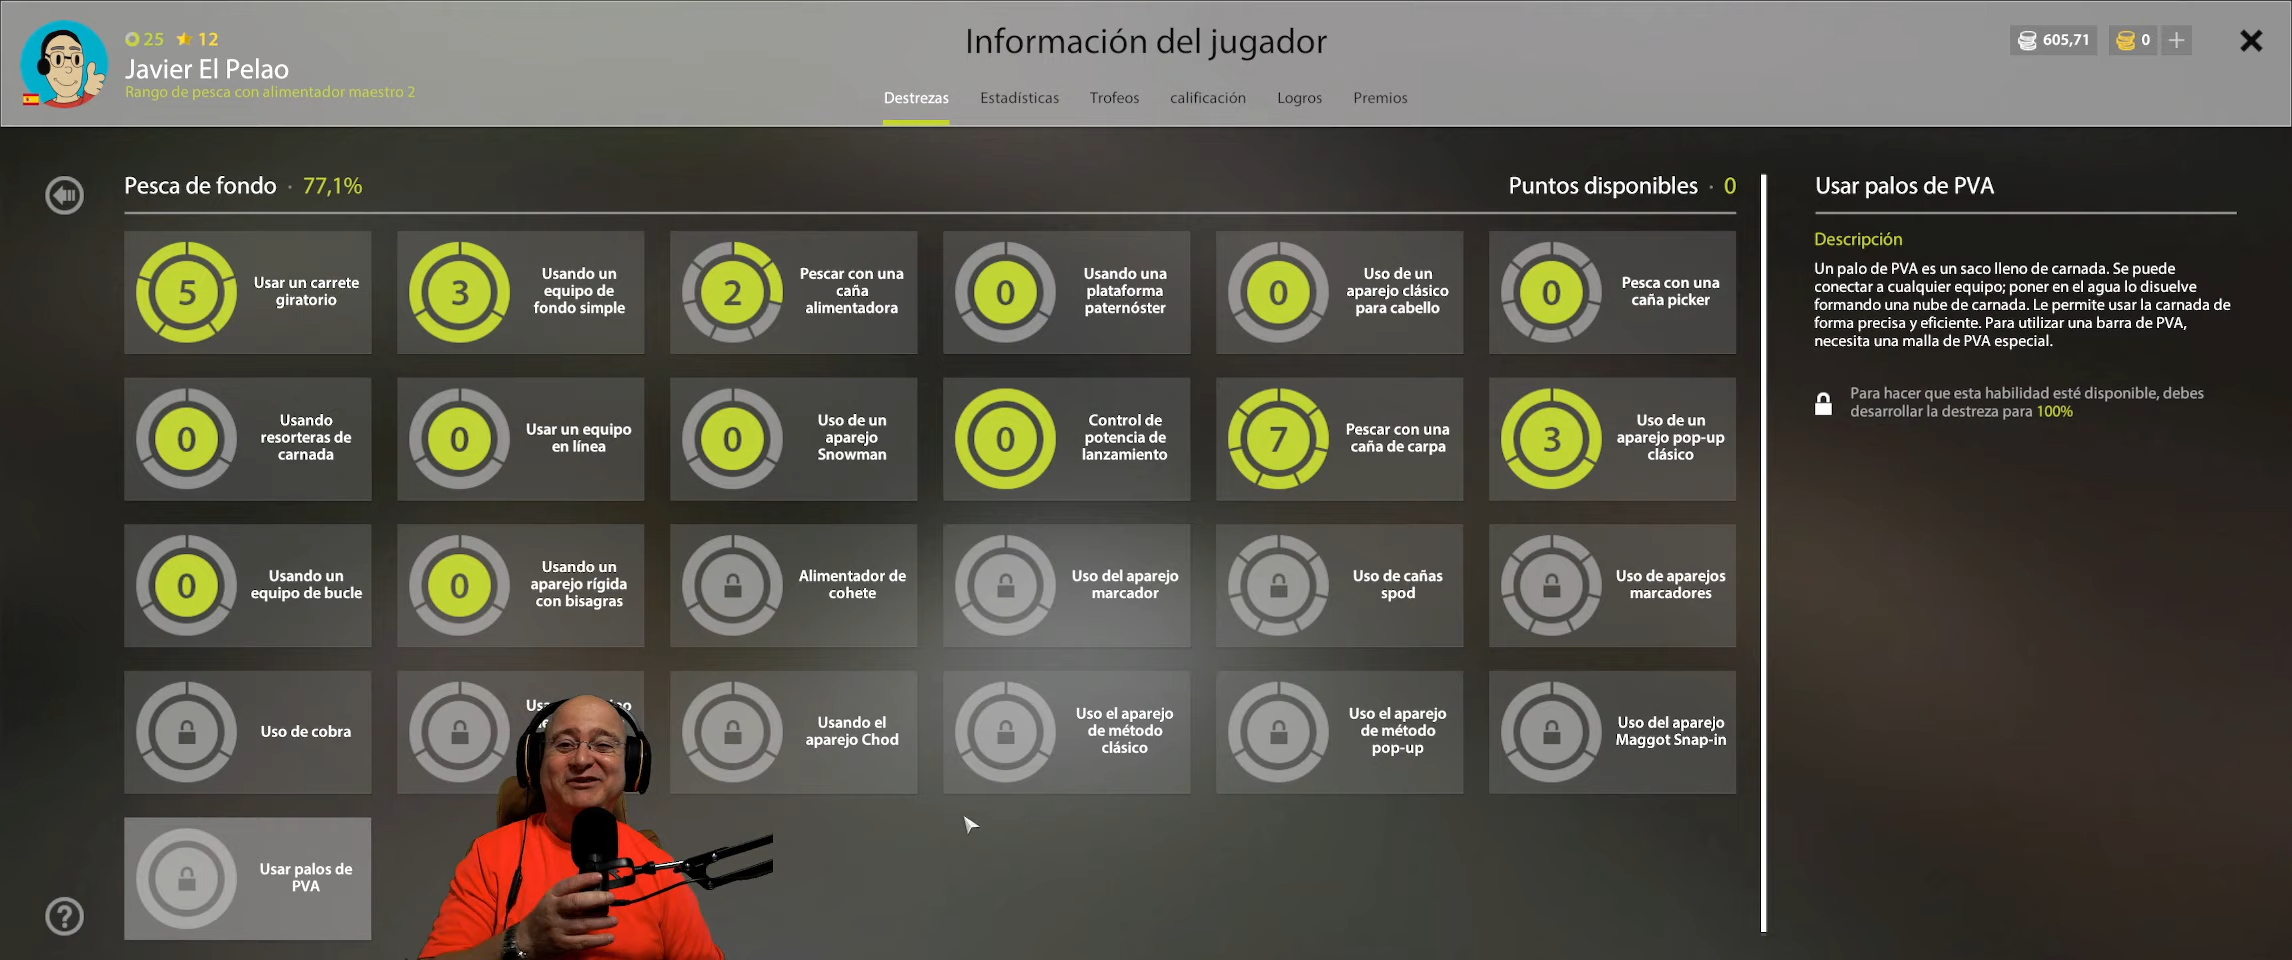 25 12
Javier El Pelao
Rango de pesca con alimentador maestro 2
Información del jugador
605,71 0 +
Destrezas Estadísticas Trofeos calificación Logros Premios
Pesca de fondo · 77,1%
Puntos disponibles · 0
5
Usar un carrete
giratorio
3
Usando un
equipo de
fondo simple
2
Pescar con una
caña
alimentadora
0
Usando una
plataforma
paternóster
0
Uso de un
aparejo clásico
para cabello
0
Pesca con una
caña picker
0
Usando
resorteras de
carnada
0
Usar un equipo
en línea
0
Uso de un
aparejo
Snowman
0
Control de
potencia de
lanzamiento
7
Pescar con una
caña de carpa
3
Uso de un
aparejo pop-up
clásico
0
Usando un
equipo de bucle
0
Usando un
aparejo rígida
con bisagras
Alimentador de
cohete
Uso del aparejo
marcador
Uso de cañas
spod
Uso de aparejos
marcadores
Uso de cobra
Usando el
aparejo Chod
Uso el aparejo
de método
clásico
Uso el aparejo
de método
pop-up
Uso del aparejo
Maggot Snap-in
Usar palos de
PVA
?
Usar palos de PVA
Descripción
Un palo de PVA es un saco lleno de carnada. Se puede
conectar a cualquier equipo; poner en el agua lo disuelve
formando una nube de carnada. Le permite usar la carnada de
forma precisa y eficiente. Para utilizar una barra de PVA,
necesita una malla de PVA especial.
Para hacer que esta habilidad esté disponible, debes
desarrollar la destreza para 100%